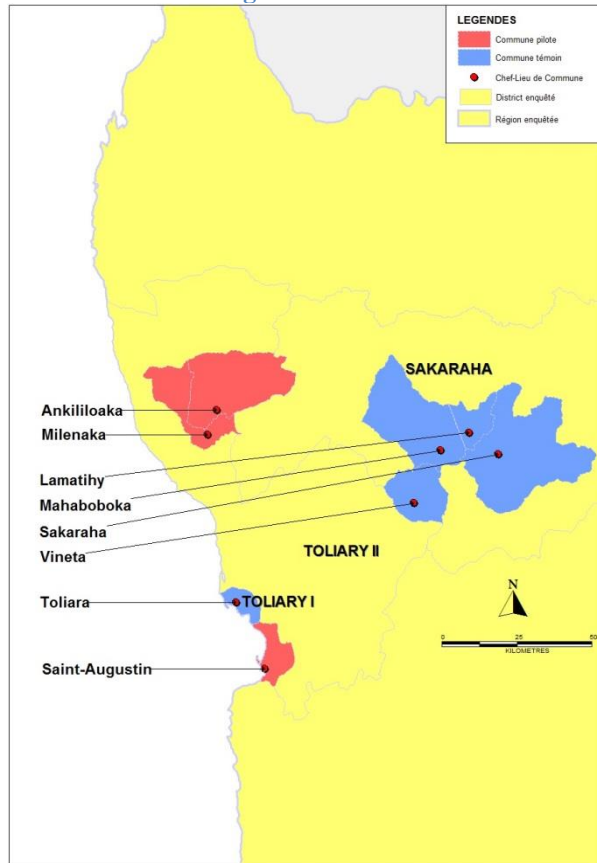 LEGENDES
Commune pilote
Commune témoin
Chef-Lieu de Commune
District enquêté
Région enquêtée
SAKARAHA
Ankililoaka
Milenaka
Lamatihy
Mahaboboka
Sakaraha
Vineta
TOLIARY II
Toliara
TOLIARY I
N
0 25 50
KILOMETRES
Saint-Augustin